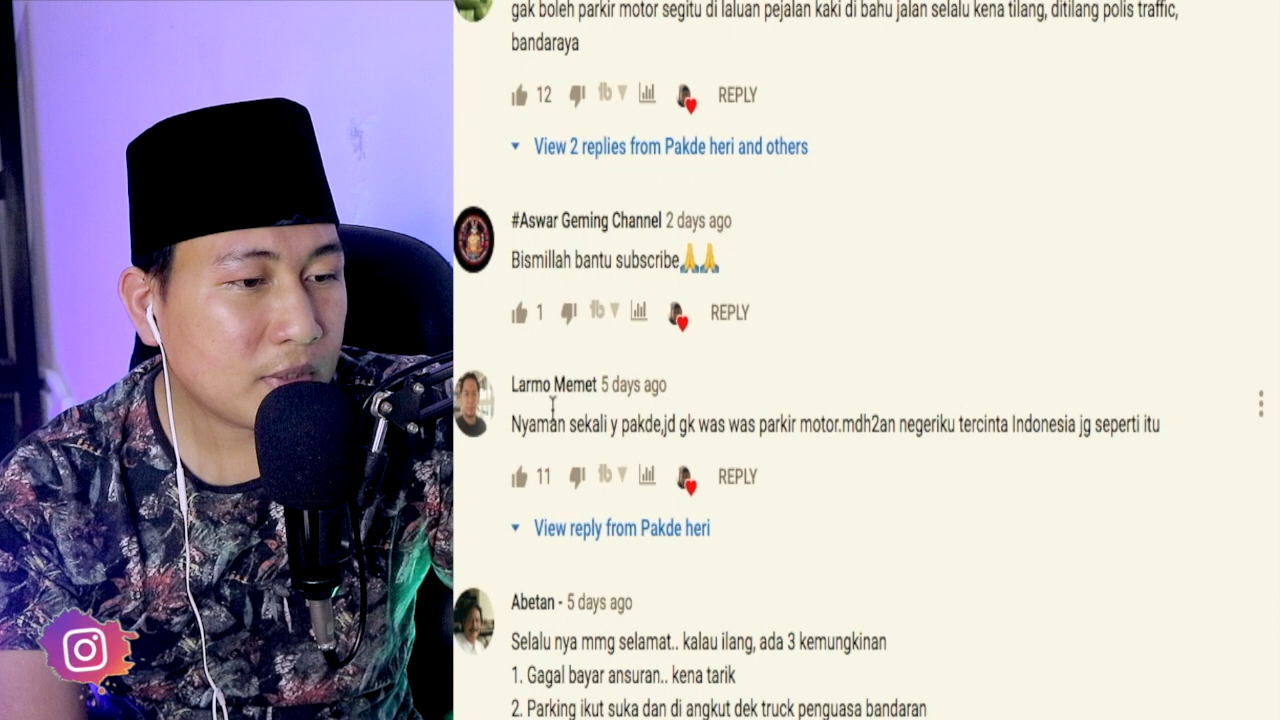 gak boleh parkir motor segitu di laluan pejalan kaki di bahu jalan selalu kena tilang, ditilang polis traffic,
bandaraya
12 REPLY
View 2 replies from Pakde heri and others
#Aswar Geming Channel 2 days ago
Bismillah bantu subscribe🙏🙏
1 REPLY
Larmo Memet 5 days ago
Nyaman sekali y pakde,jd gk was was parkir motor.mdh2an negeriku tercinta Indonesia jg seperti itu
11 REPLY
View reply from Pakde heri
Abetan - 5 days ago
Selalu nya mmg selamat.. kalau ilang, ada 3 kemungkinan
1. Gagal bayar ansuran.. kena tarik
2. Parking ikut suka dan di angkut dek truck penguasa bandaran